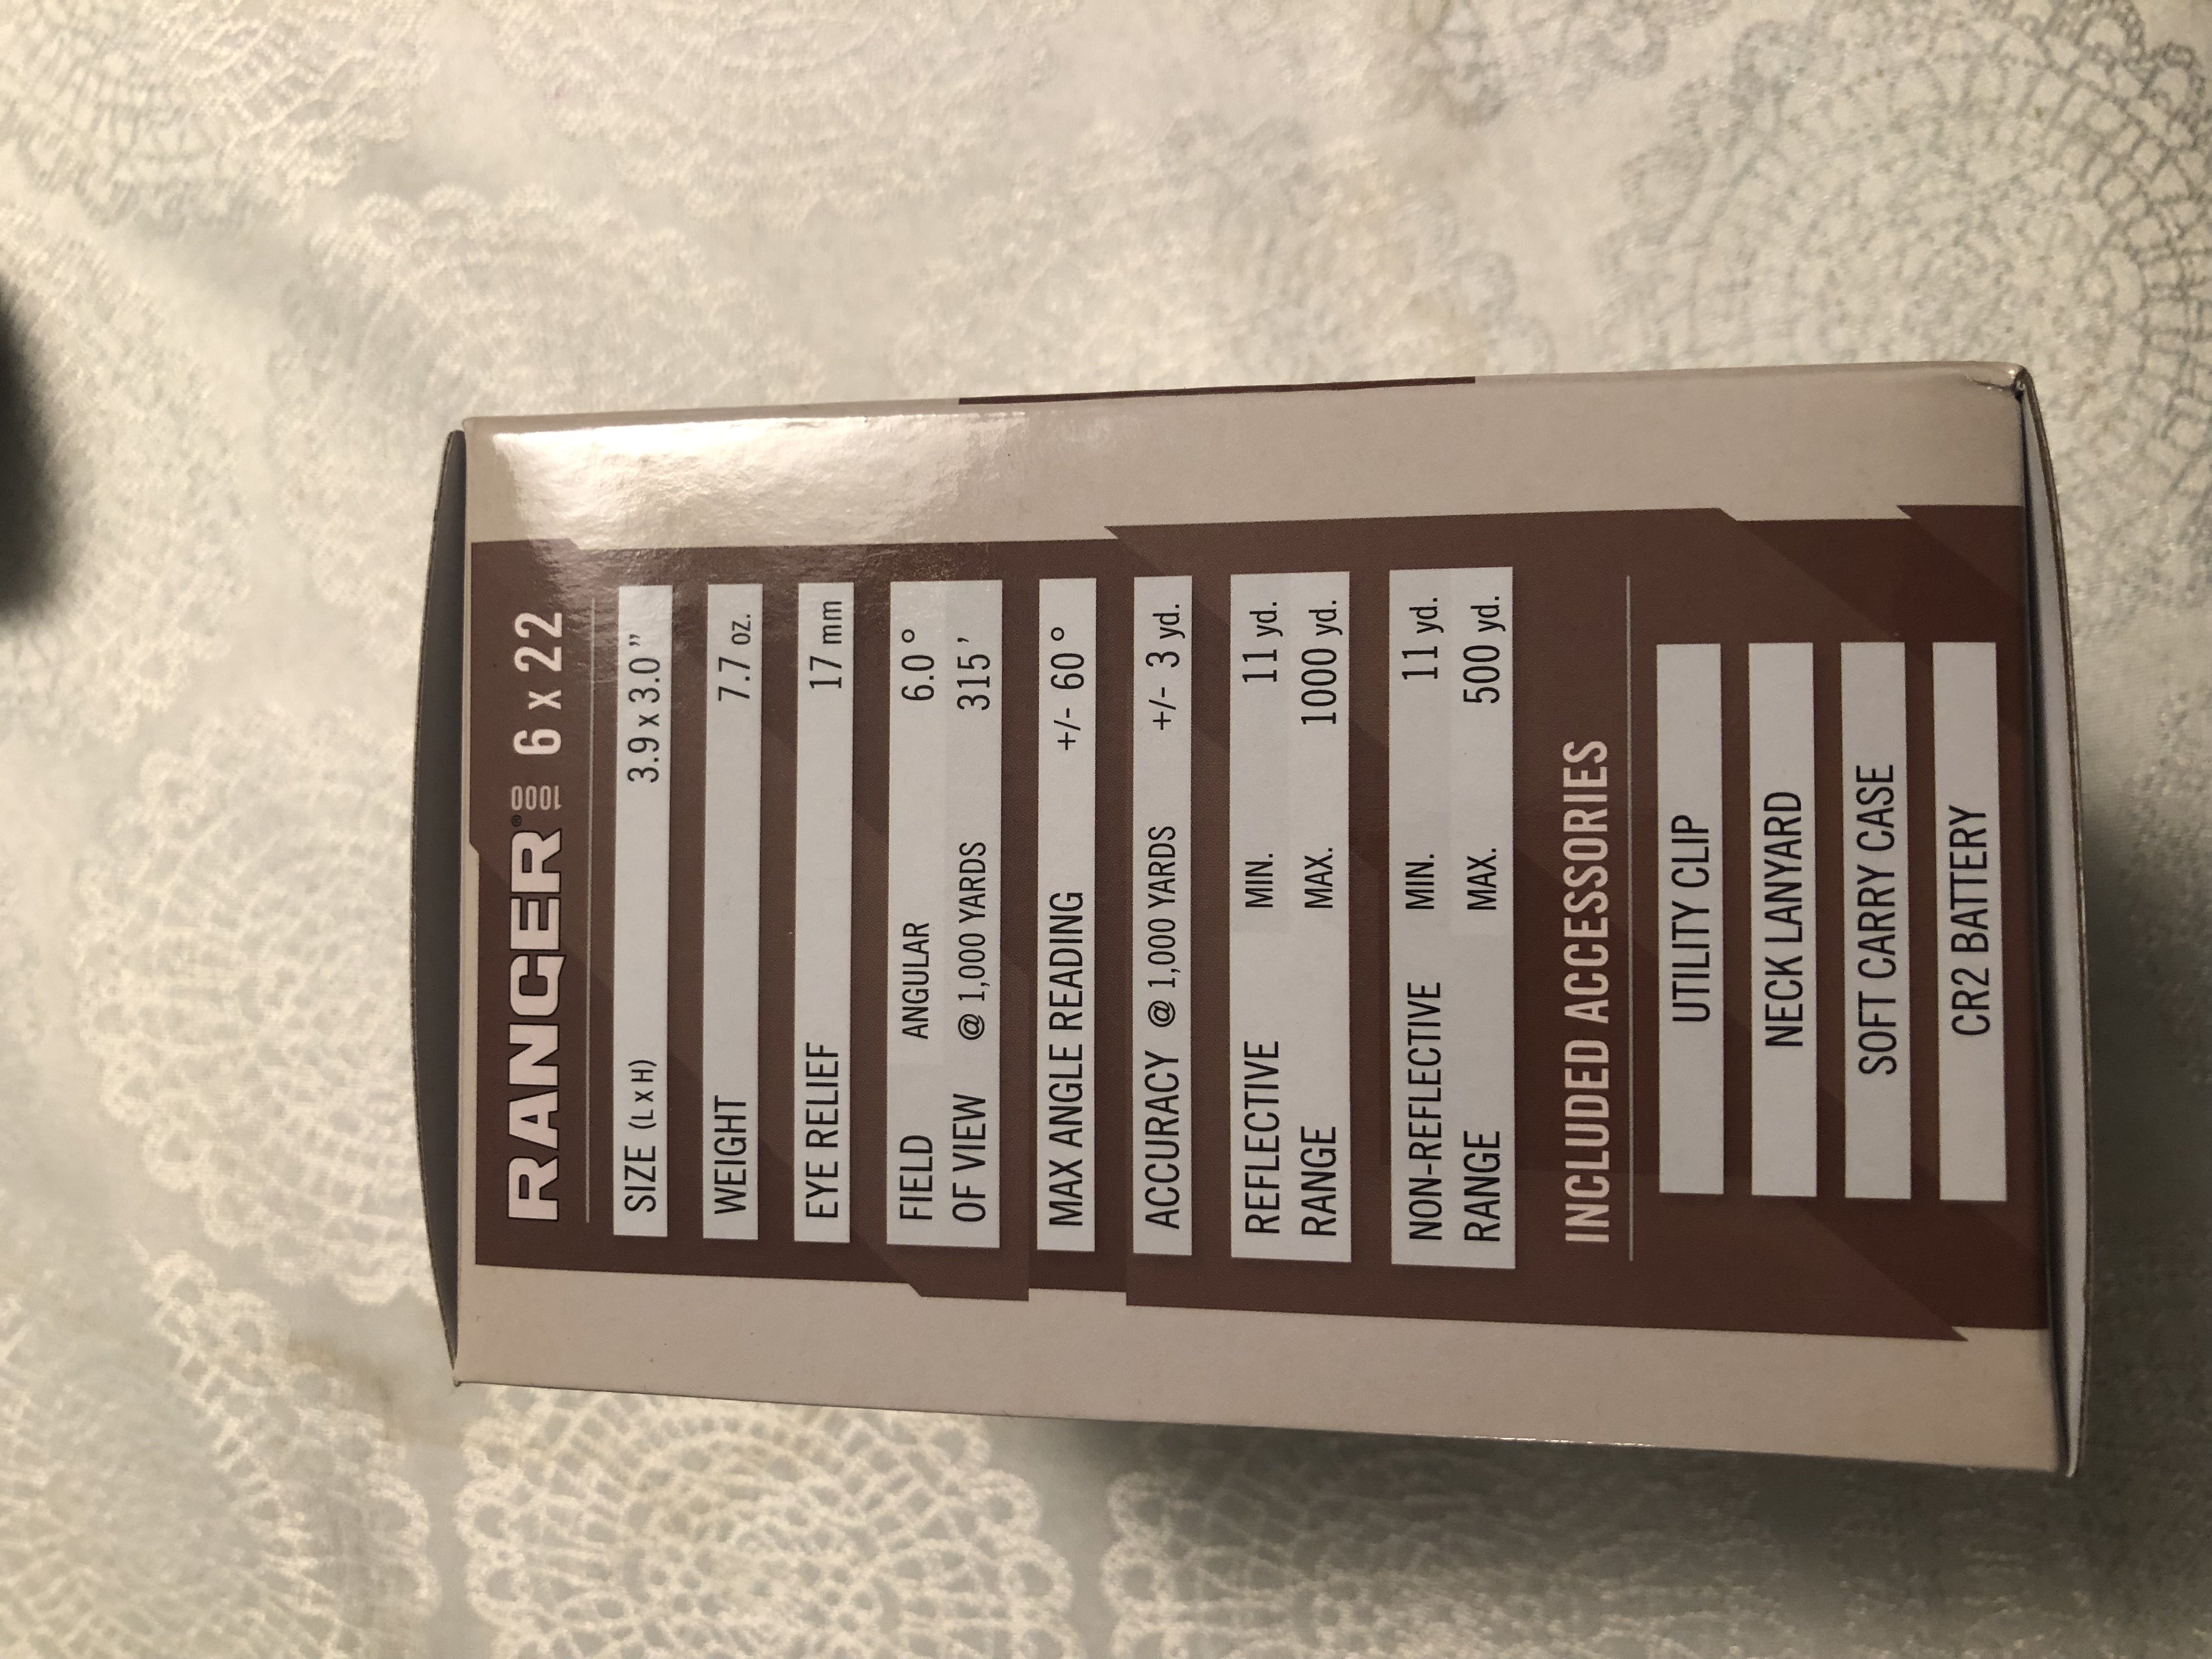 RANGER® 1000 6 x 22
SIZE (L x H) 3.9 x 3.0”
WEIGHT 7.7 oz.
EYE RELIEF 17 mm
FIELD ANGULAR 6.0°
OF VIEW @ 1,000 YARDS 315’
MAX ANGLE READING +/- 60°
ACCURACY @ 1,000 YARDS +/- 3 yd.
REFLECTIVE MIN. 11 yd.
RANGE MAX. 1000 yd.
NON-REFLECTIVE MIN. 11 yd.
RANGE MAX. 500 yd.
INCLUDED ACCESSORIES
UTILITY CLIP
NECK LANYARD
SOFT CARRY CASE
CR2 BATTERY